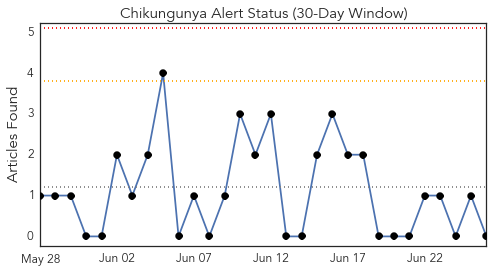 Chikungunya Alert Status (30-Day Window)
Articles Found
5
4
3
2
1
0
May 28
Jun 02
Jun 07
Jun 12
Jun 17
Jun 22